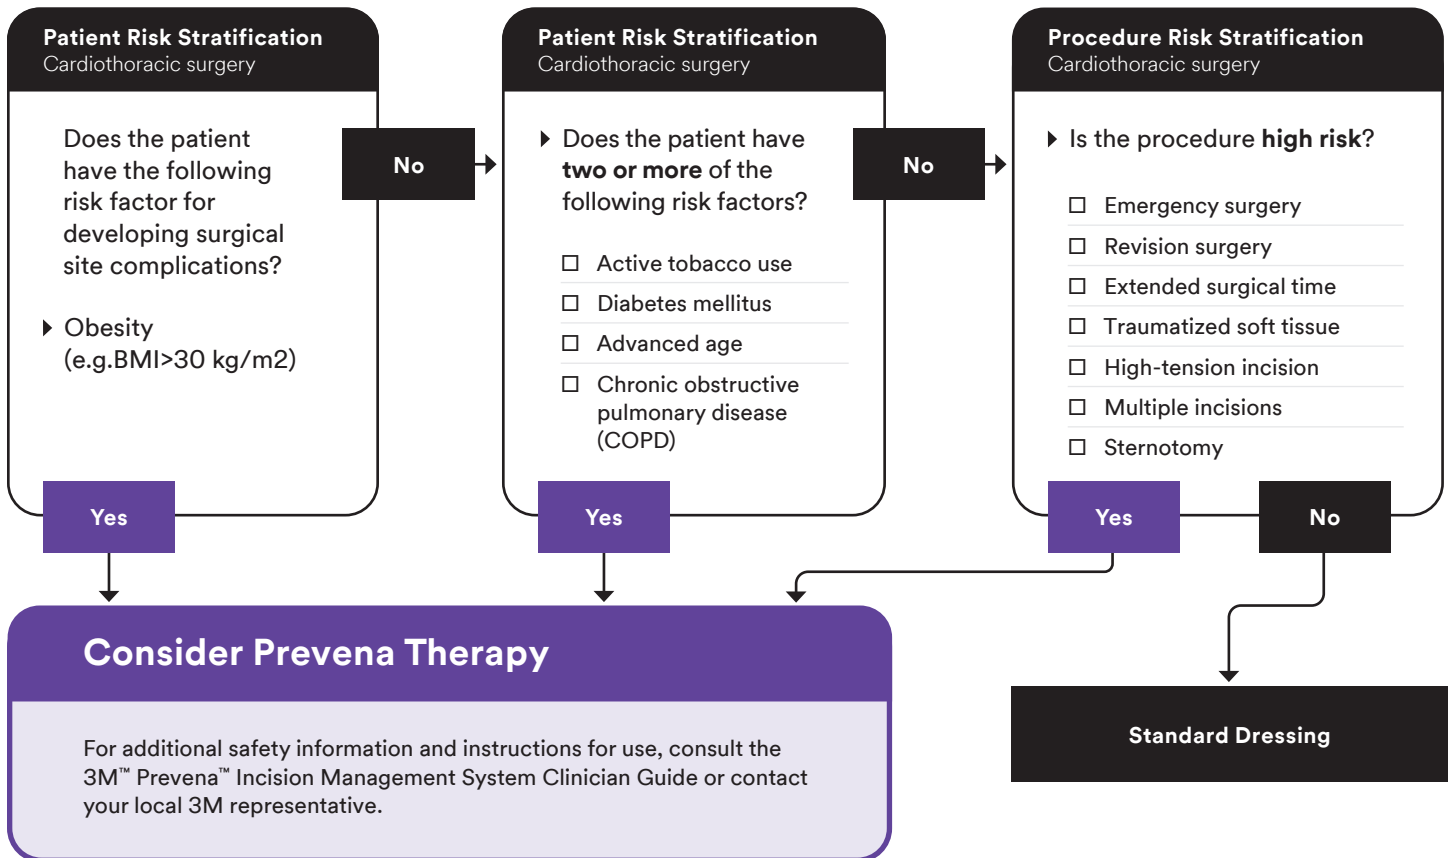 Patient Risk Stratification
Cardiothoracic surgery
Does the patient
have the following
risk factor for
developing surgical
site complications?
Obesity
(e.g.BMI>30 kg/m2)
No
Yes
Patient Risk Stratification
Cardiothoracic surgery
Does the patient have
two or more of the
following risk factors?
Active tobacco use
Diabetes mellitus
Advanced age
Chronic obstructive
pulmonary disease
(COPD)
No
Yes
Procedure Risk Stratification
Cardiothoracic surgery
Is the procedure high risk?
Emergency surgery
Revision surgery
Extended surgical time
Traumatized soft tissue
High-tension incision
Multiple incisions
Sternotomy
Yes
No
Consider Prevena Therapy
For additional safety information and instructions for use, consult the
3M™ Prevena™ Incision Management System Clinician Guide or contact
your local 3M representative.
Standard Dressing